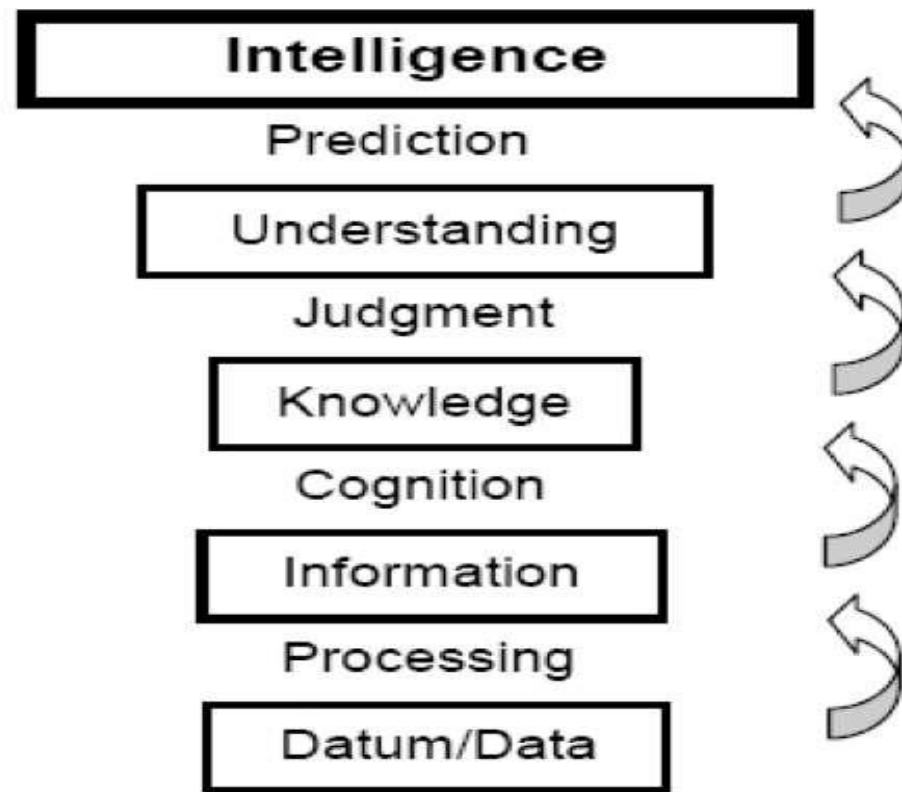 Intelligence
Prediction
Understanding
Judgment
Knowledge
Cognition
Information
Processing
Datum/Data